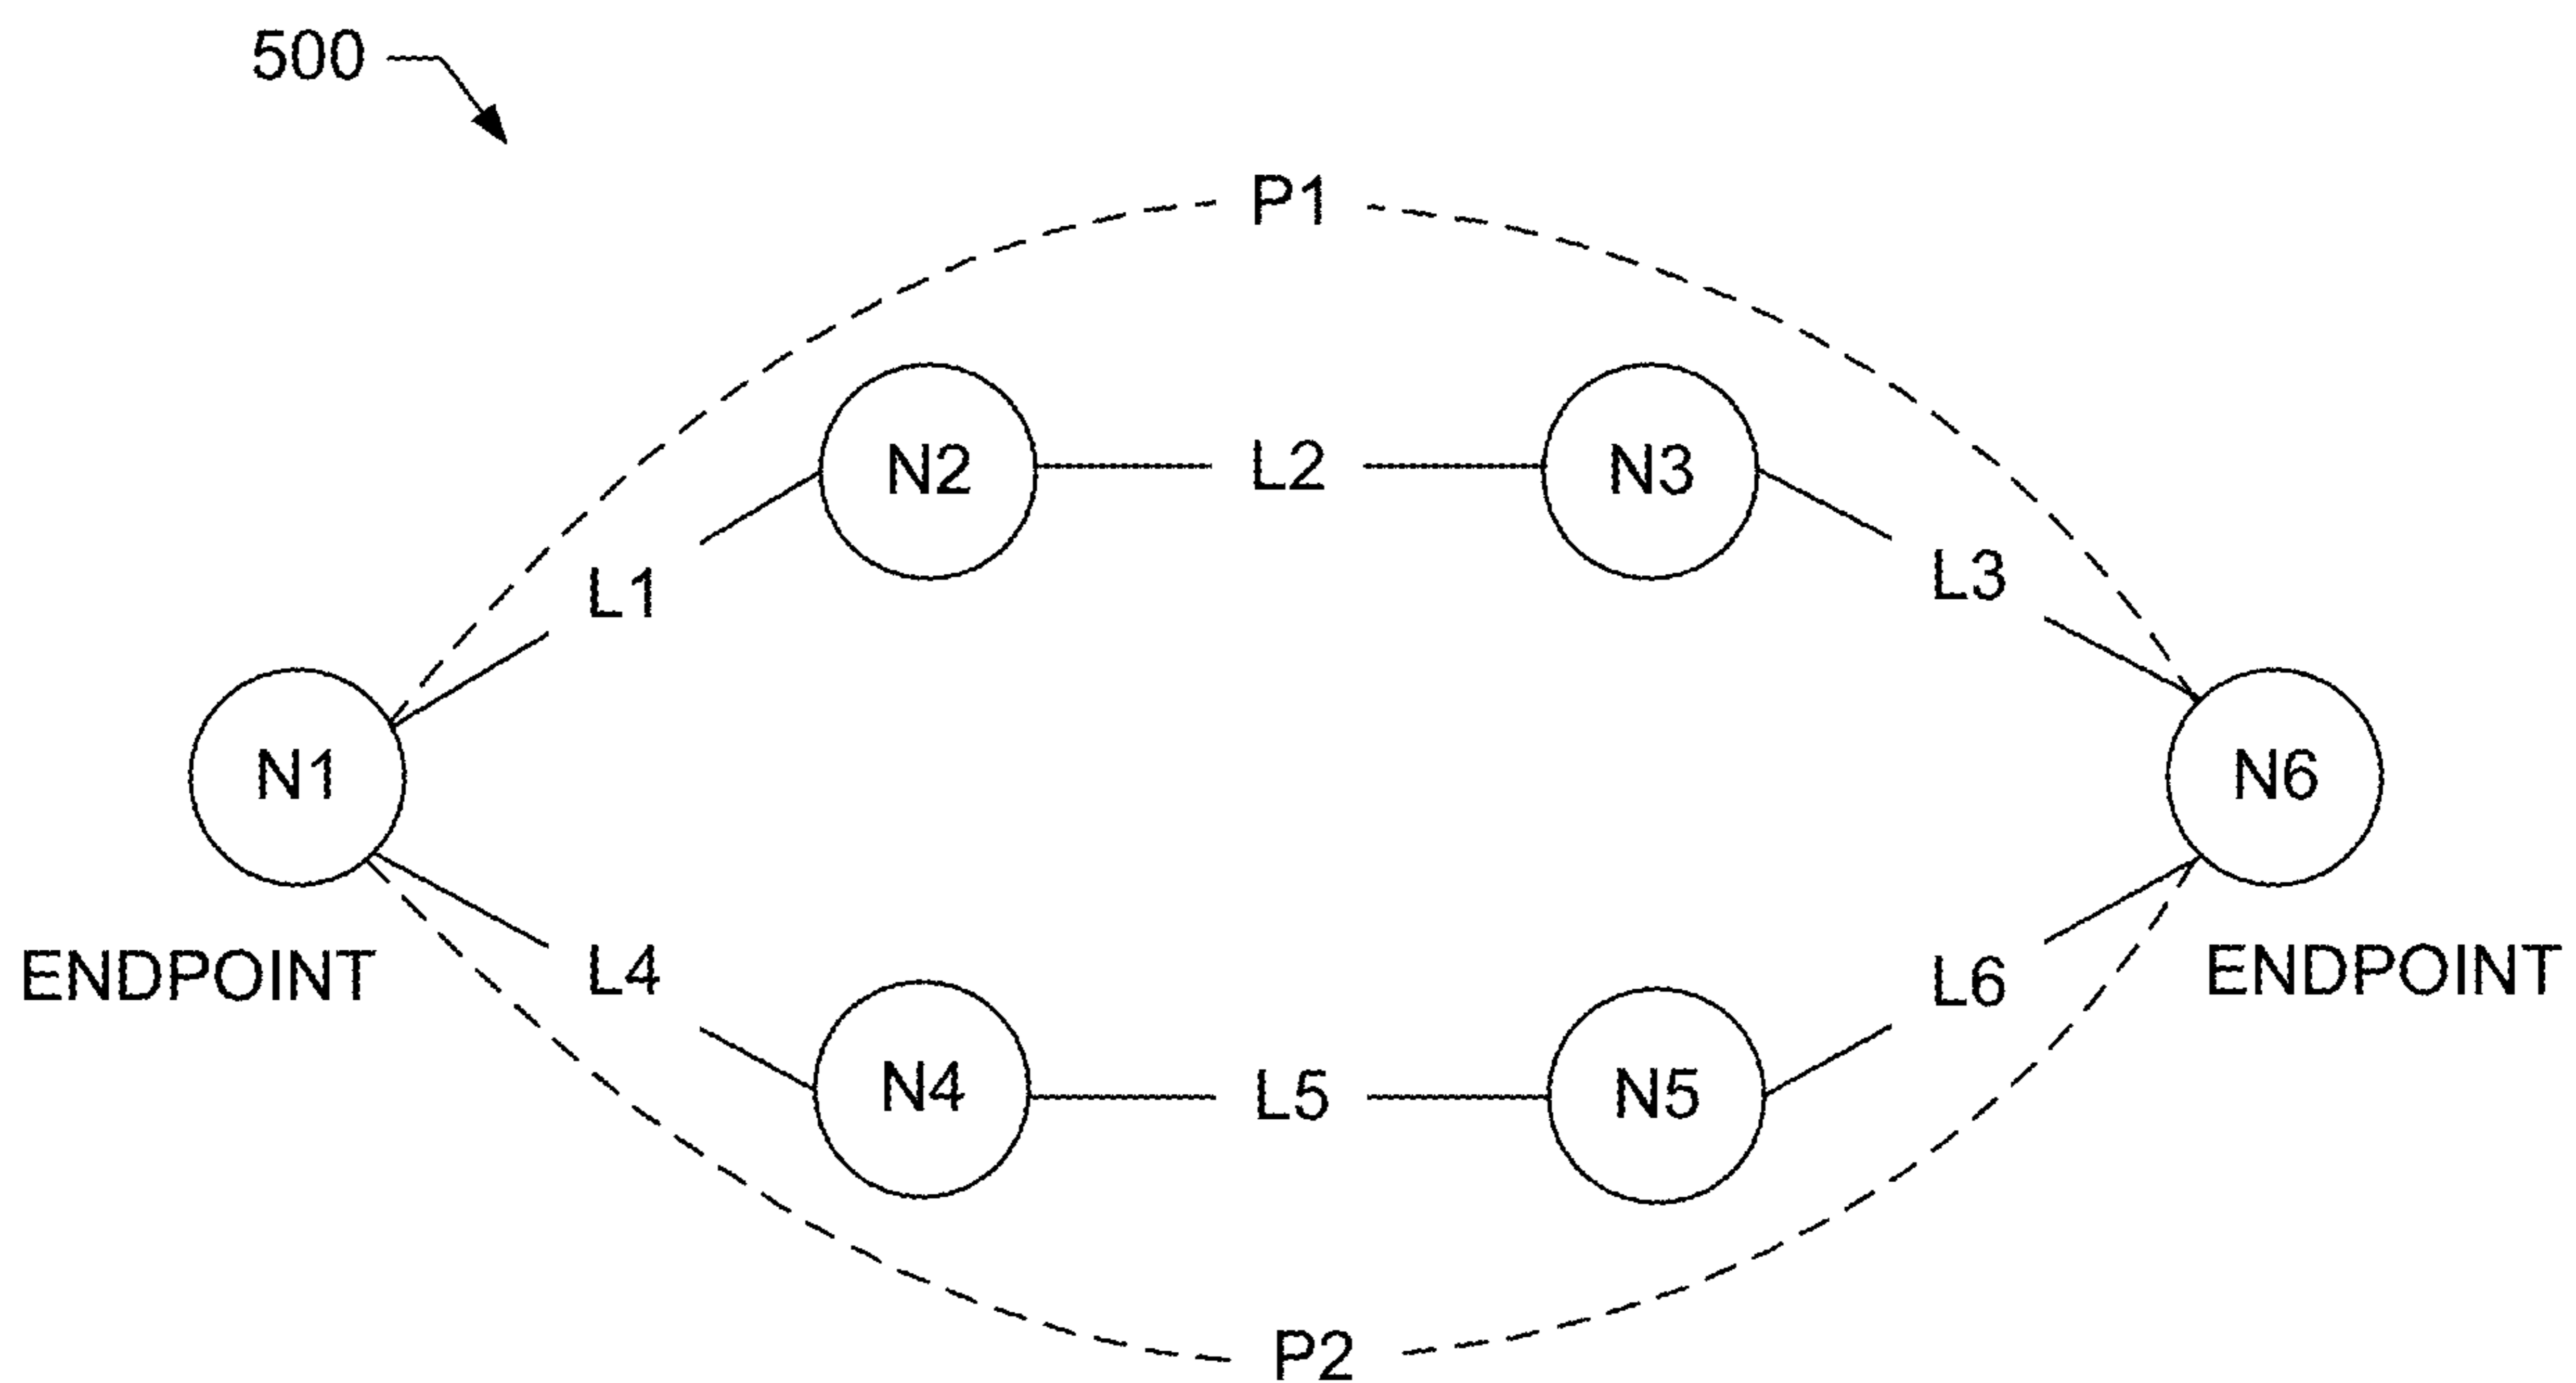 500
P1
N2 L2 N3
L1 L3
N1 N6
ENDPOINT L4 L6 ENDPOINT
N4 L5 N5
P2